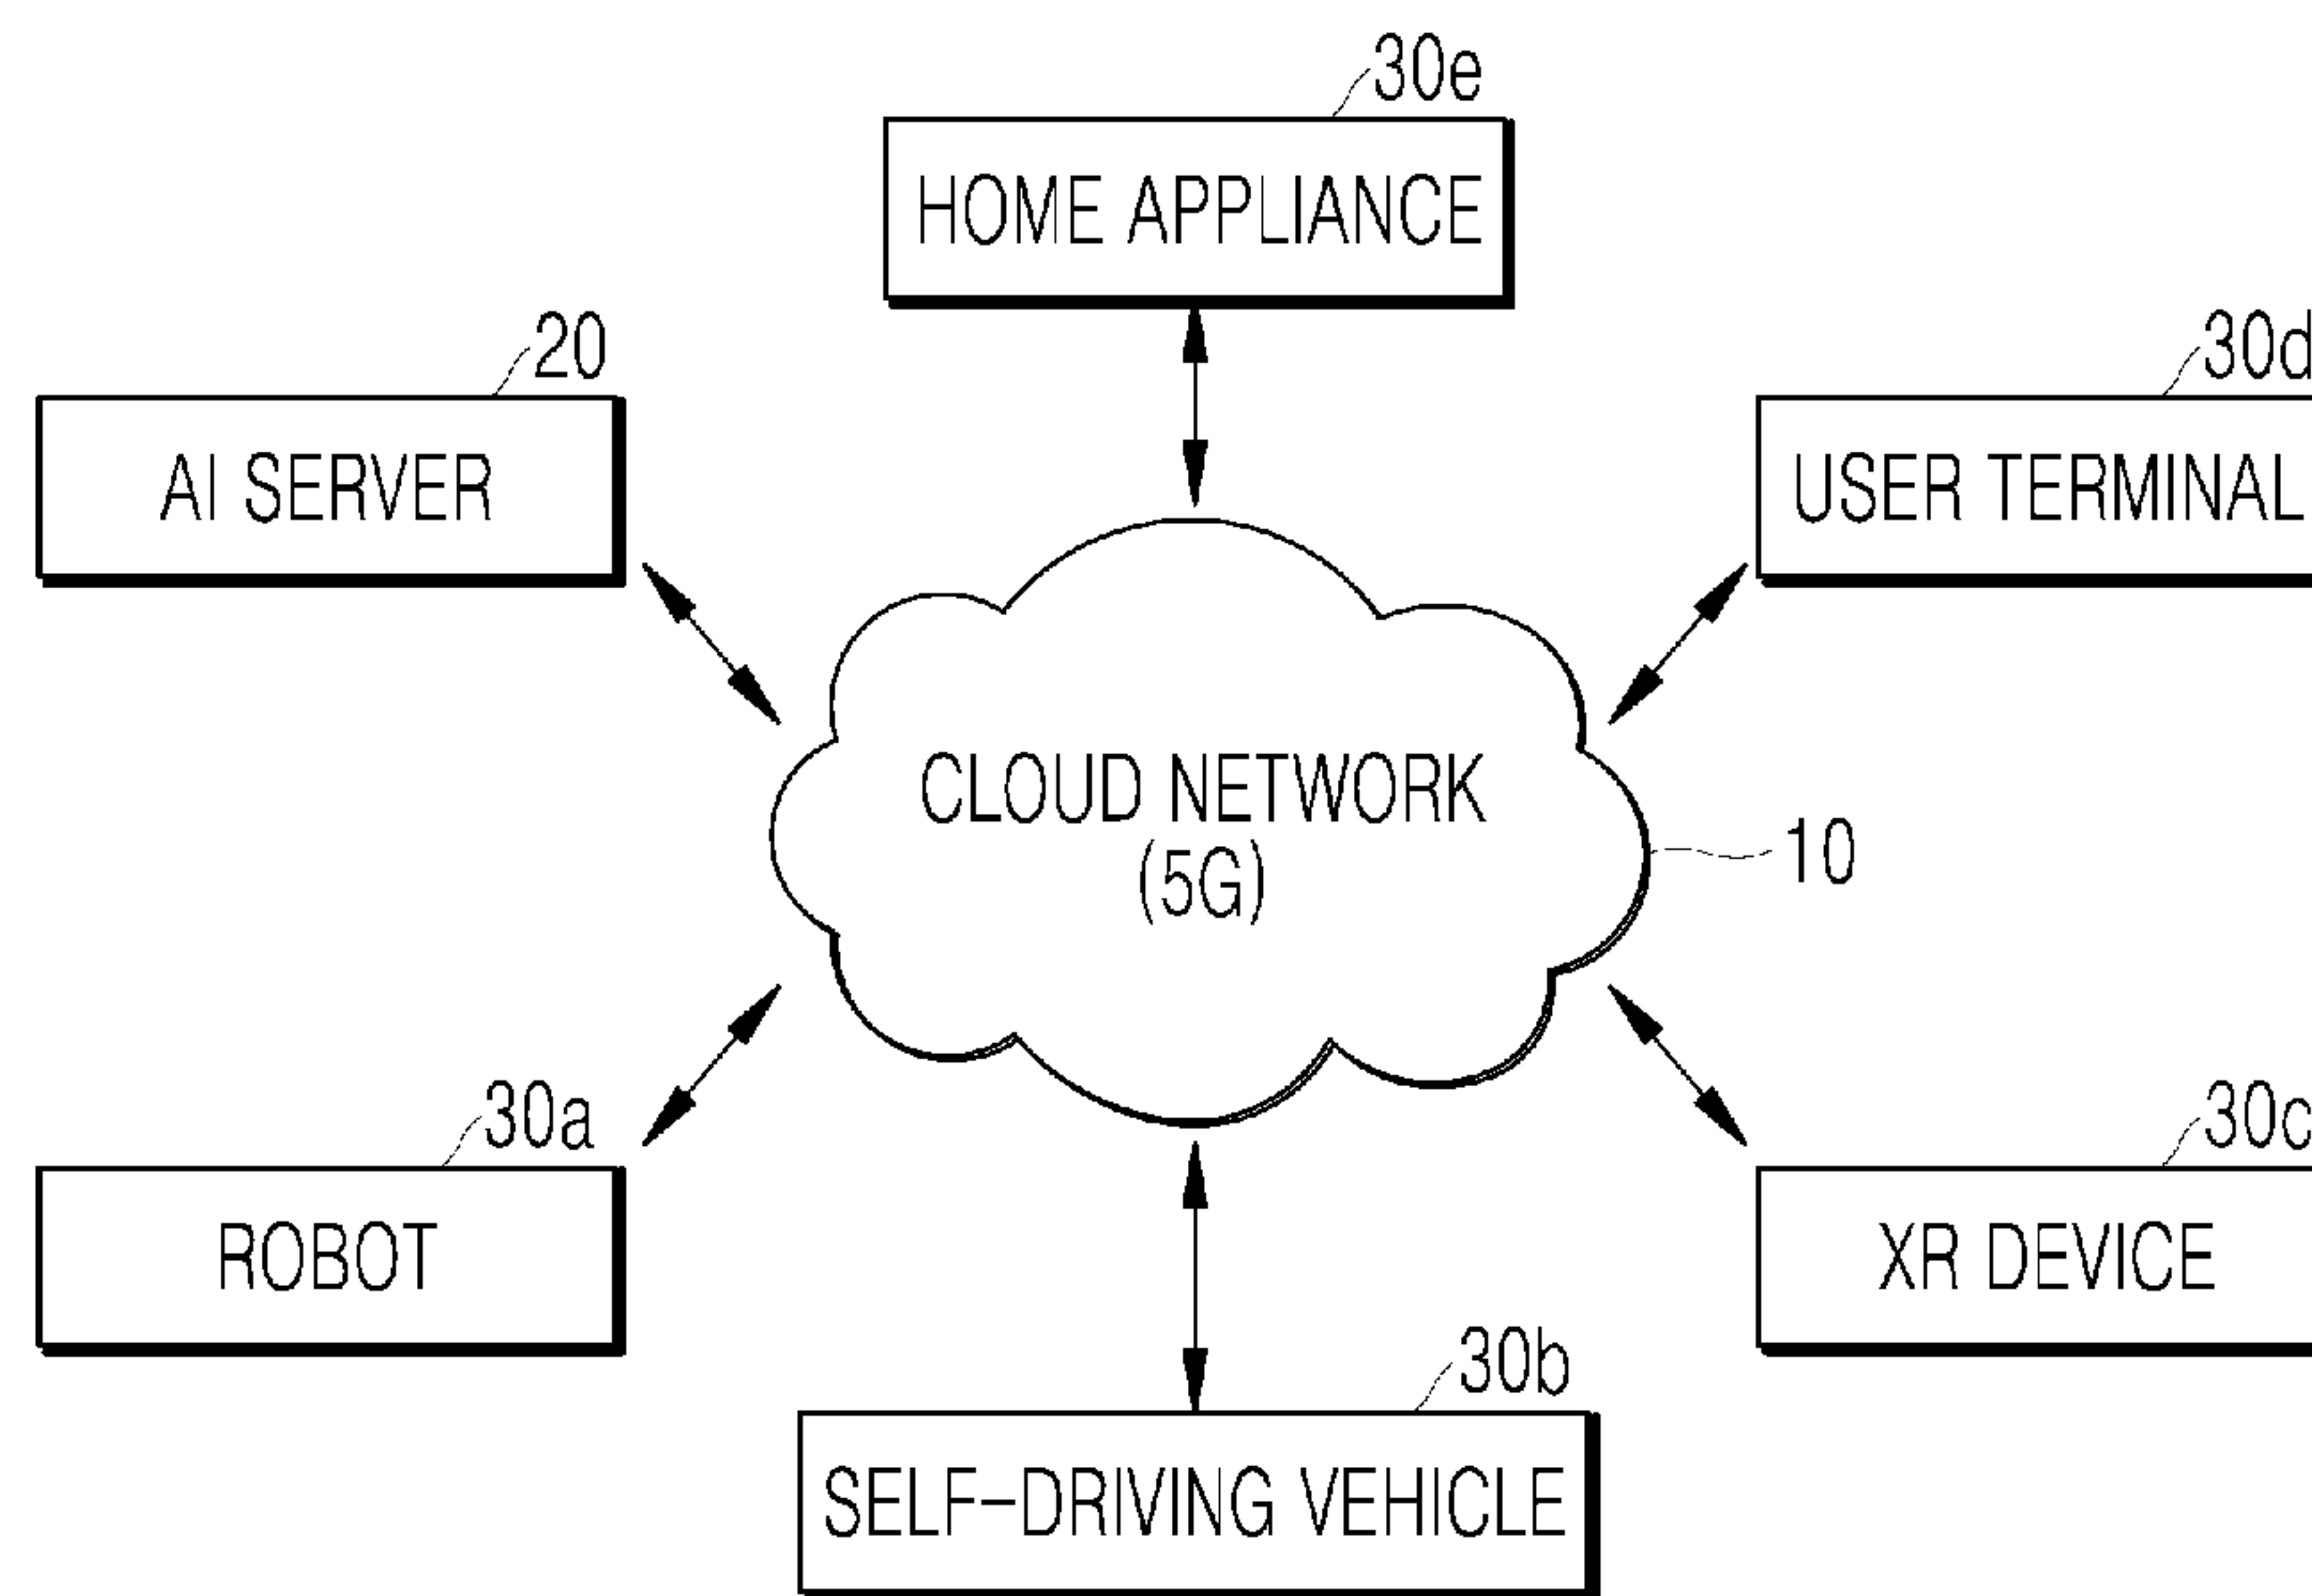 30e
HOME APPLIANCE
20
AI SERVER
30d
USER TERMINAL
CLOUD NETWORK
(5G)
10
30a
ROBOT
30c
XR DEVICE
30b
SELF-DRIVING VEHICLE